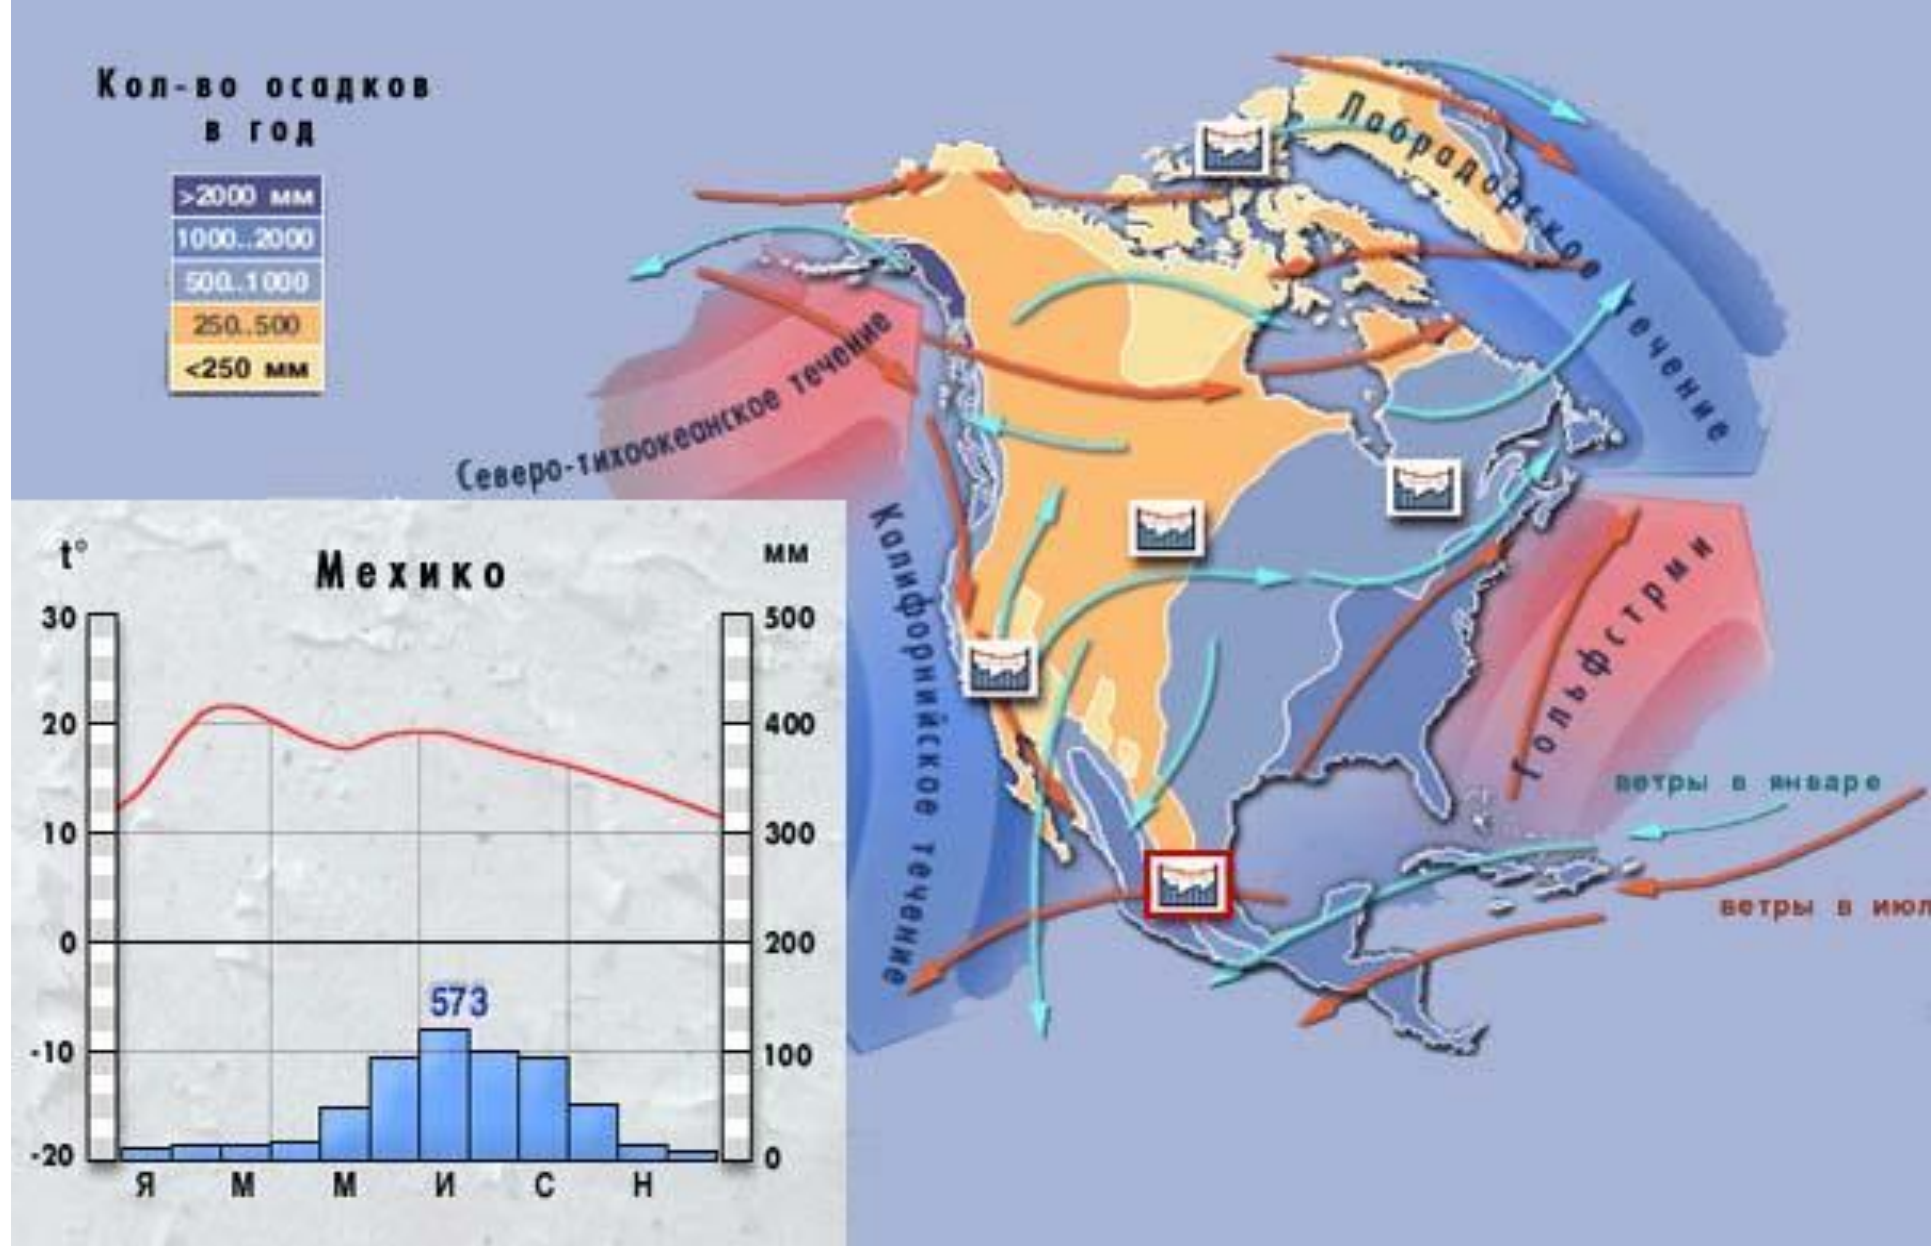 Кол-во осадков
в год
>2000 мм
1000..2000
500..1000
250..500
<250 мм
Лабрадорское течение
Северо-тихоокеанское течение
Калифорнийское течение
Гольфстрми
ветры в январе
ветры в июл
t°
Мехико
мм
30
500
20
400
10
300
0
200
573
-10
100
-20
0
Я М М И С Н